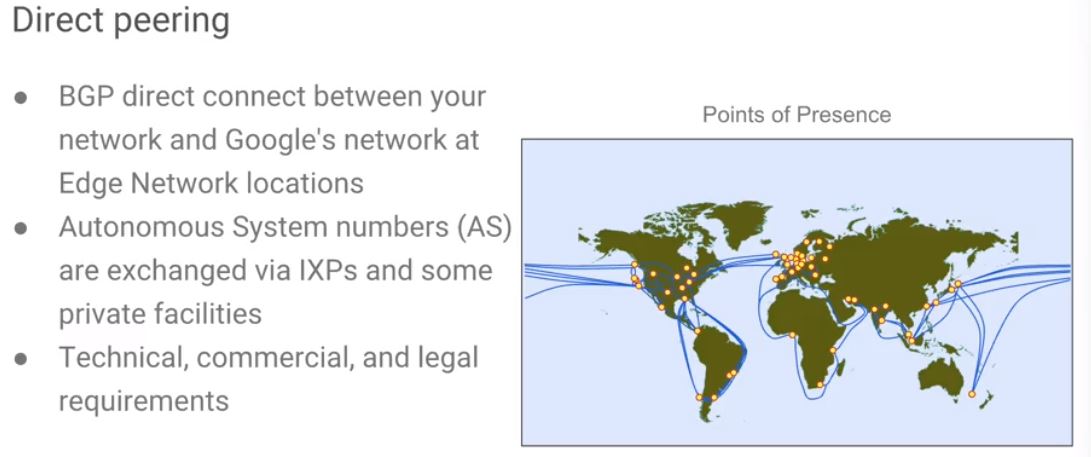 Direct peering
● BGP direct connect between your
network and Google's network at
Edge Network locations
● Autonomous System numbers (AS)
are exchanged via IXPs and some
private facilities
● Technical, commercial, and legal
requirements
Points of Presence